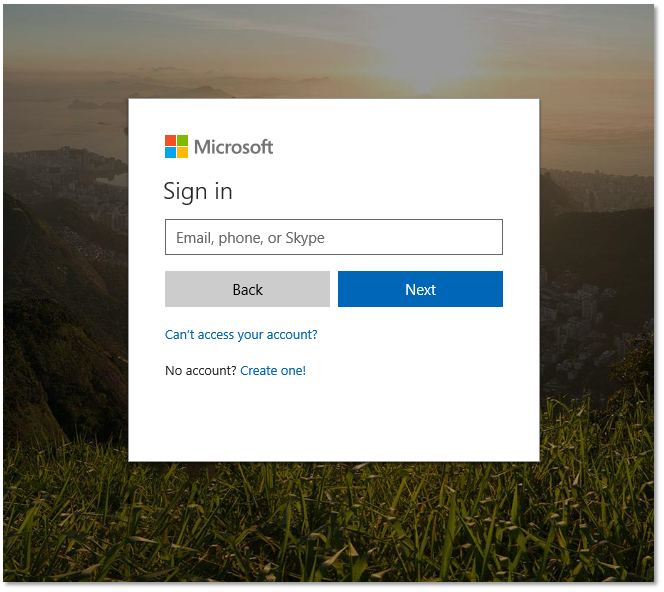 Microsoft
Sign in
Email, phone, or Skype
Back Next
Can't access your account?
No account? Create one!